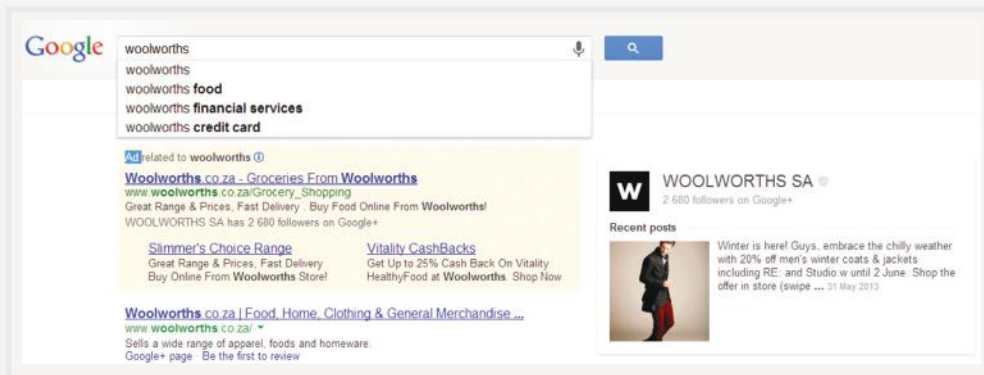 Google
woolworths
woolworths
woolworths food
woolworths financial services
woolworths credit card
Ad related to woolworths
Woolworths.co.za - Groceries From Woolworths
www.woolworths.co.za/Grocery_Shopping
Great Range & Prices, Fast Delivery . Buy Food Online From Woolworths!
WOOLWORTHS SA has 2 680 followers on Google+
Slimmer's Choice Range
Great Range & Prices, Fast Delivery
Buy Online From Woolworths Store!
Vitality CashBacks
Get Up to 25% Cash Back On Vitality
HealthyFood at Woolworths. Shop Now
Woolworths.co.za | Food, Home, Clothing & General Merchandise ...
www.woolworths.co.za/
Sells a wide range of apparel, foods and homeware.
Google+ page · Be the first to review
W
WOOLWORTHS SA
2 680 followers on Google+
Recent posts
Winter is here! Guys, embrace the chilly weather
with 20% off men's winter coats & jackets
including RE: and Studio.w until 2 June. Shop the
offer in store (swipe ... 31 May 2013